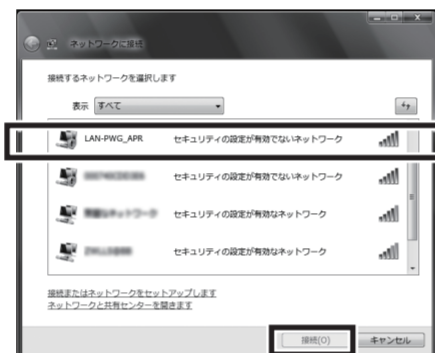 ネットワークに接続
接続するネットワークを選択します
表示 すべて
LAN-PWG_APR セキュリティの設定が有効でないネットワーク
セキュリティの設定が有効でないネットワーク
セキュリティの設定が有効なネットワーク
セキュリティの設定が有効なネットワーク
接続またはネットワークをセットアップします
ネットワークと共有センターを開きます
接続(O) キャンセル